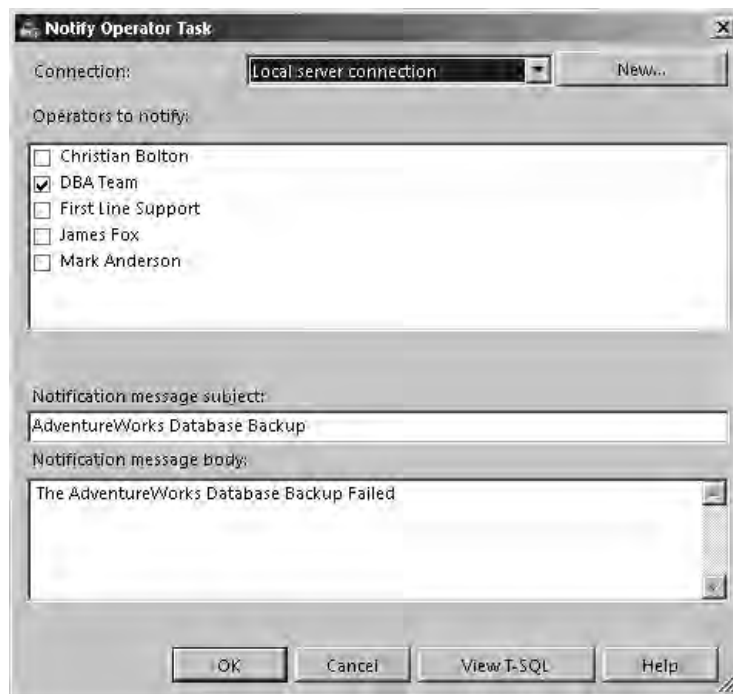 Notify Operator Task
Connection: Local server connection New...
Operators to notify:
Christian Bolton
DBA Team
First Line Support
James Fox
Mark Anderson
Notification message subject:
AdventureWorks Database Backup
Notification message body:
The AdventureWorks Database Backup Failed
OK Cancel View T-SQL Help